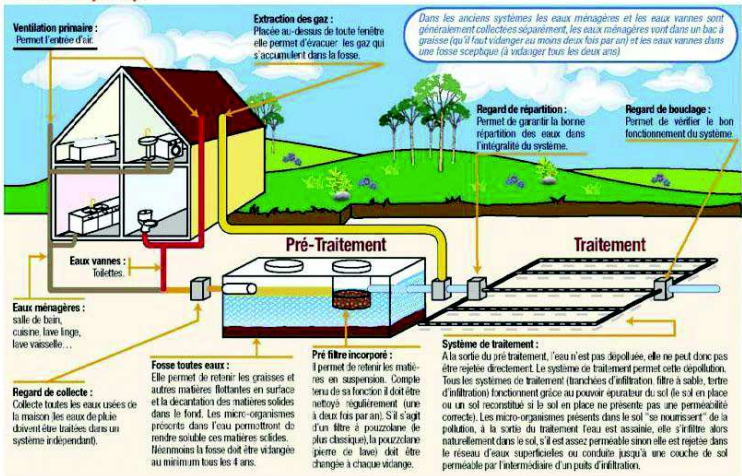 Ventilation primaire :
Permet l'entrée d'air.
Extraction des gaz :
Placée au-dessus de toute fenêtre
elle permet d'évacuer les gaz qui
s'accumulent dans la fosse.
Dans les anciens systèmes les eaux ménagères et les eaux vannes sont
généralement collectées séparément, les eaux ménagères vont dans un bac à
graisse (qu'il faut vidanger au moins deux fois par an) et les eaux vannes dans
une fosse sceptique (à vidanger tous les deux ans)
Regard de répartition :
Permet de garantir la borne
répartition des eaux dans
l'intégralité du système.
Regard de bouclage :
Permet de vérifier le bon
fonctionnement du système.
Pré-Traitement
Traitement
Eaux vannes :
Toilettes.
Eaux ménagères :
salle de bain,
cuisine, lave linge,
lave vaisselle...
Regard de collecte :
Collecte toutes les eaux usées de
la maison (les eaux de pluie
doivent être traitées dans un
système indépendant).
Fosse toutes eaux :
Elle permet de retenir les graisses et
autres matières flottantes en surface
et la décantation des matières solides
dans le fond. Les micro-organismes
présents dans l'eau permettront de
rendre soluble ces matières solides.
Néanmoins la fosse doit être vidangée
au minimum tous les 4 ans.
Pré filtre incorporé :
Il permet de retenir les matiè-
res en suspension. Compte
tenu de sa fonction il doit être
nettoyé régulièrement (une
à deux fois par an). S'il s'agit
d'un filtre à pouzzolane (le
plus classique), la pouzzolane
(pierre de lave) doit être
changée à chaque vidange.
Système de traitement :
A la sortie du pré traitement, l'eau n'est pas dépolluée, elle ne peut donc pas
être rejetée directement. Le système de traitement permet cette dépollution.
Tous les systèmes de traitement (tranchées d'infiltration, filtre à sable, tertre
d'infiltration) fonctionnent grâce au pouvoir épurateur du sol (le sol en place
ou un sol reconstitué si le sol en place ne présente pas une perméabilité
correcte). Les micro-organismes présents dans le sol "se nourrissent" de la
pollution, à la sortie du traitement l'eau est assainie, elle s'infiltre alors
naturellement dans le sol, s'il est assez perméable sinon elle est rejetée dans
le réseau d'eaux superficielles ou conduite jusqu'à une couche de sol
perméable par l'intermédiaire d'un puits d'infiltration.